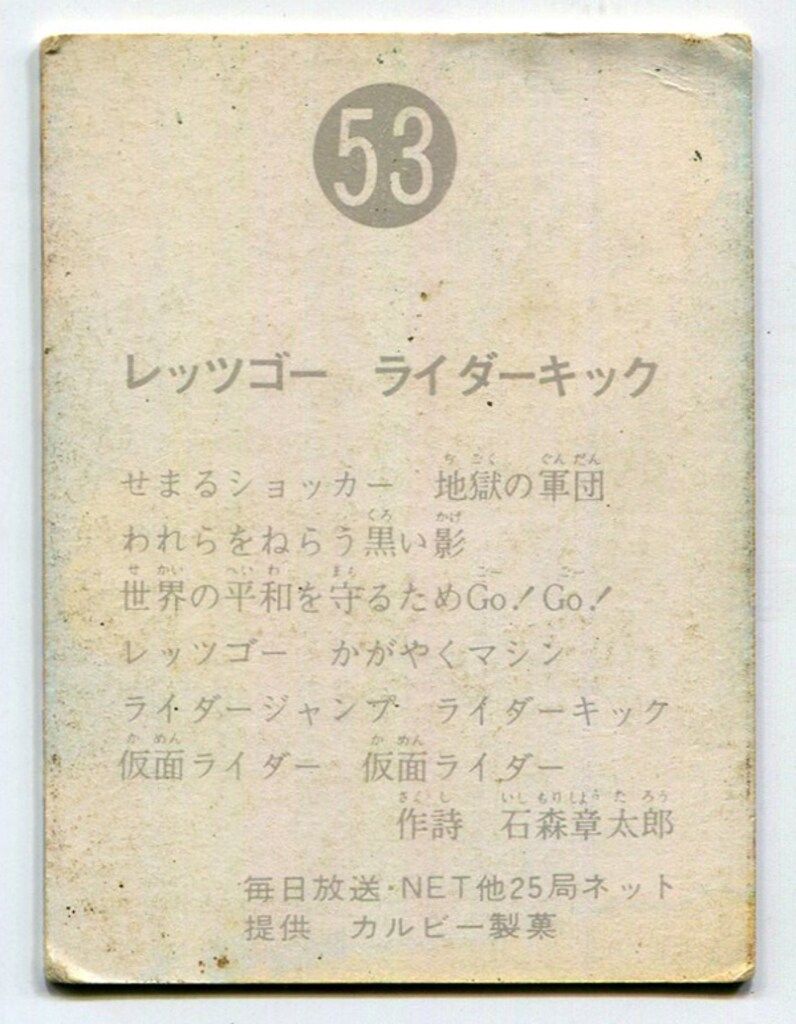 53
レッツゴー　ライダーキック
せまるショッカー　地獄の軍団
われらをねらう黒い影
世界の平和を守るためGo！Go！
レッツゴー　かがやくマシン
ライダージャンプ　ライダーキック
仮面ライダー　仮面ライダー
作詩　石森章太郎
毎日放送・NET他25局ネット
提供　カルビー製菓